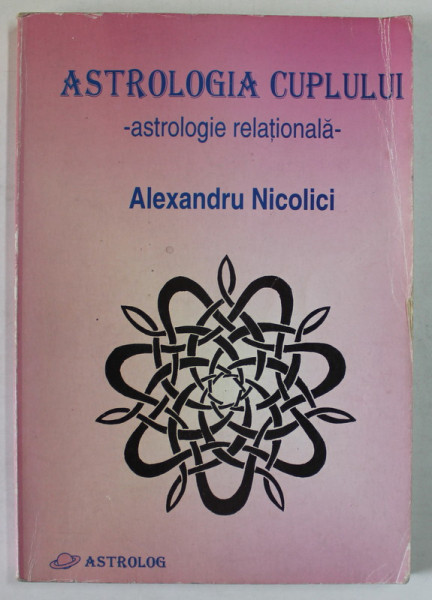 ASTROLOGIA CUPLULUI
-astrologie relațională-
Alexandru Nicolici
ASTROLOG